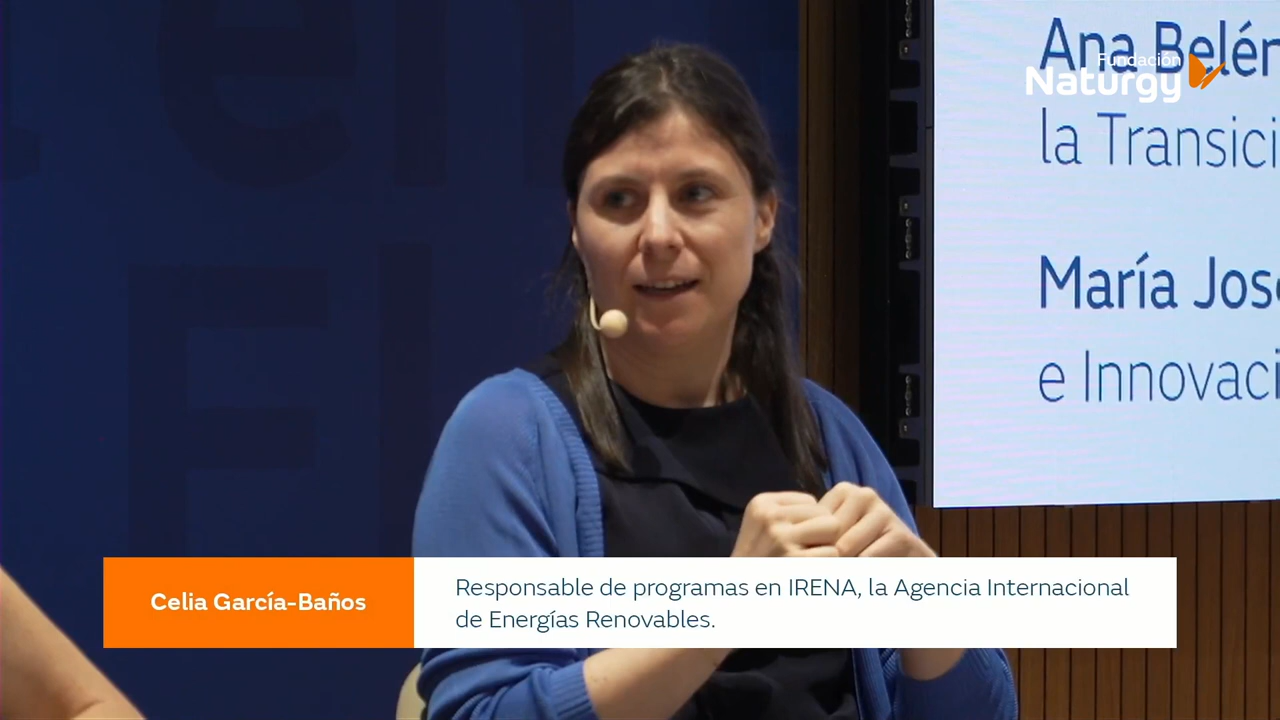 Ana Belén
la Transici
María Jos
e Innovaci
Fundación
Naturgy
Celia García-Baños
Responsable de programas en IRENA, la Agencia Internacional
de Energías Renovables.